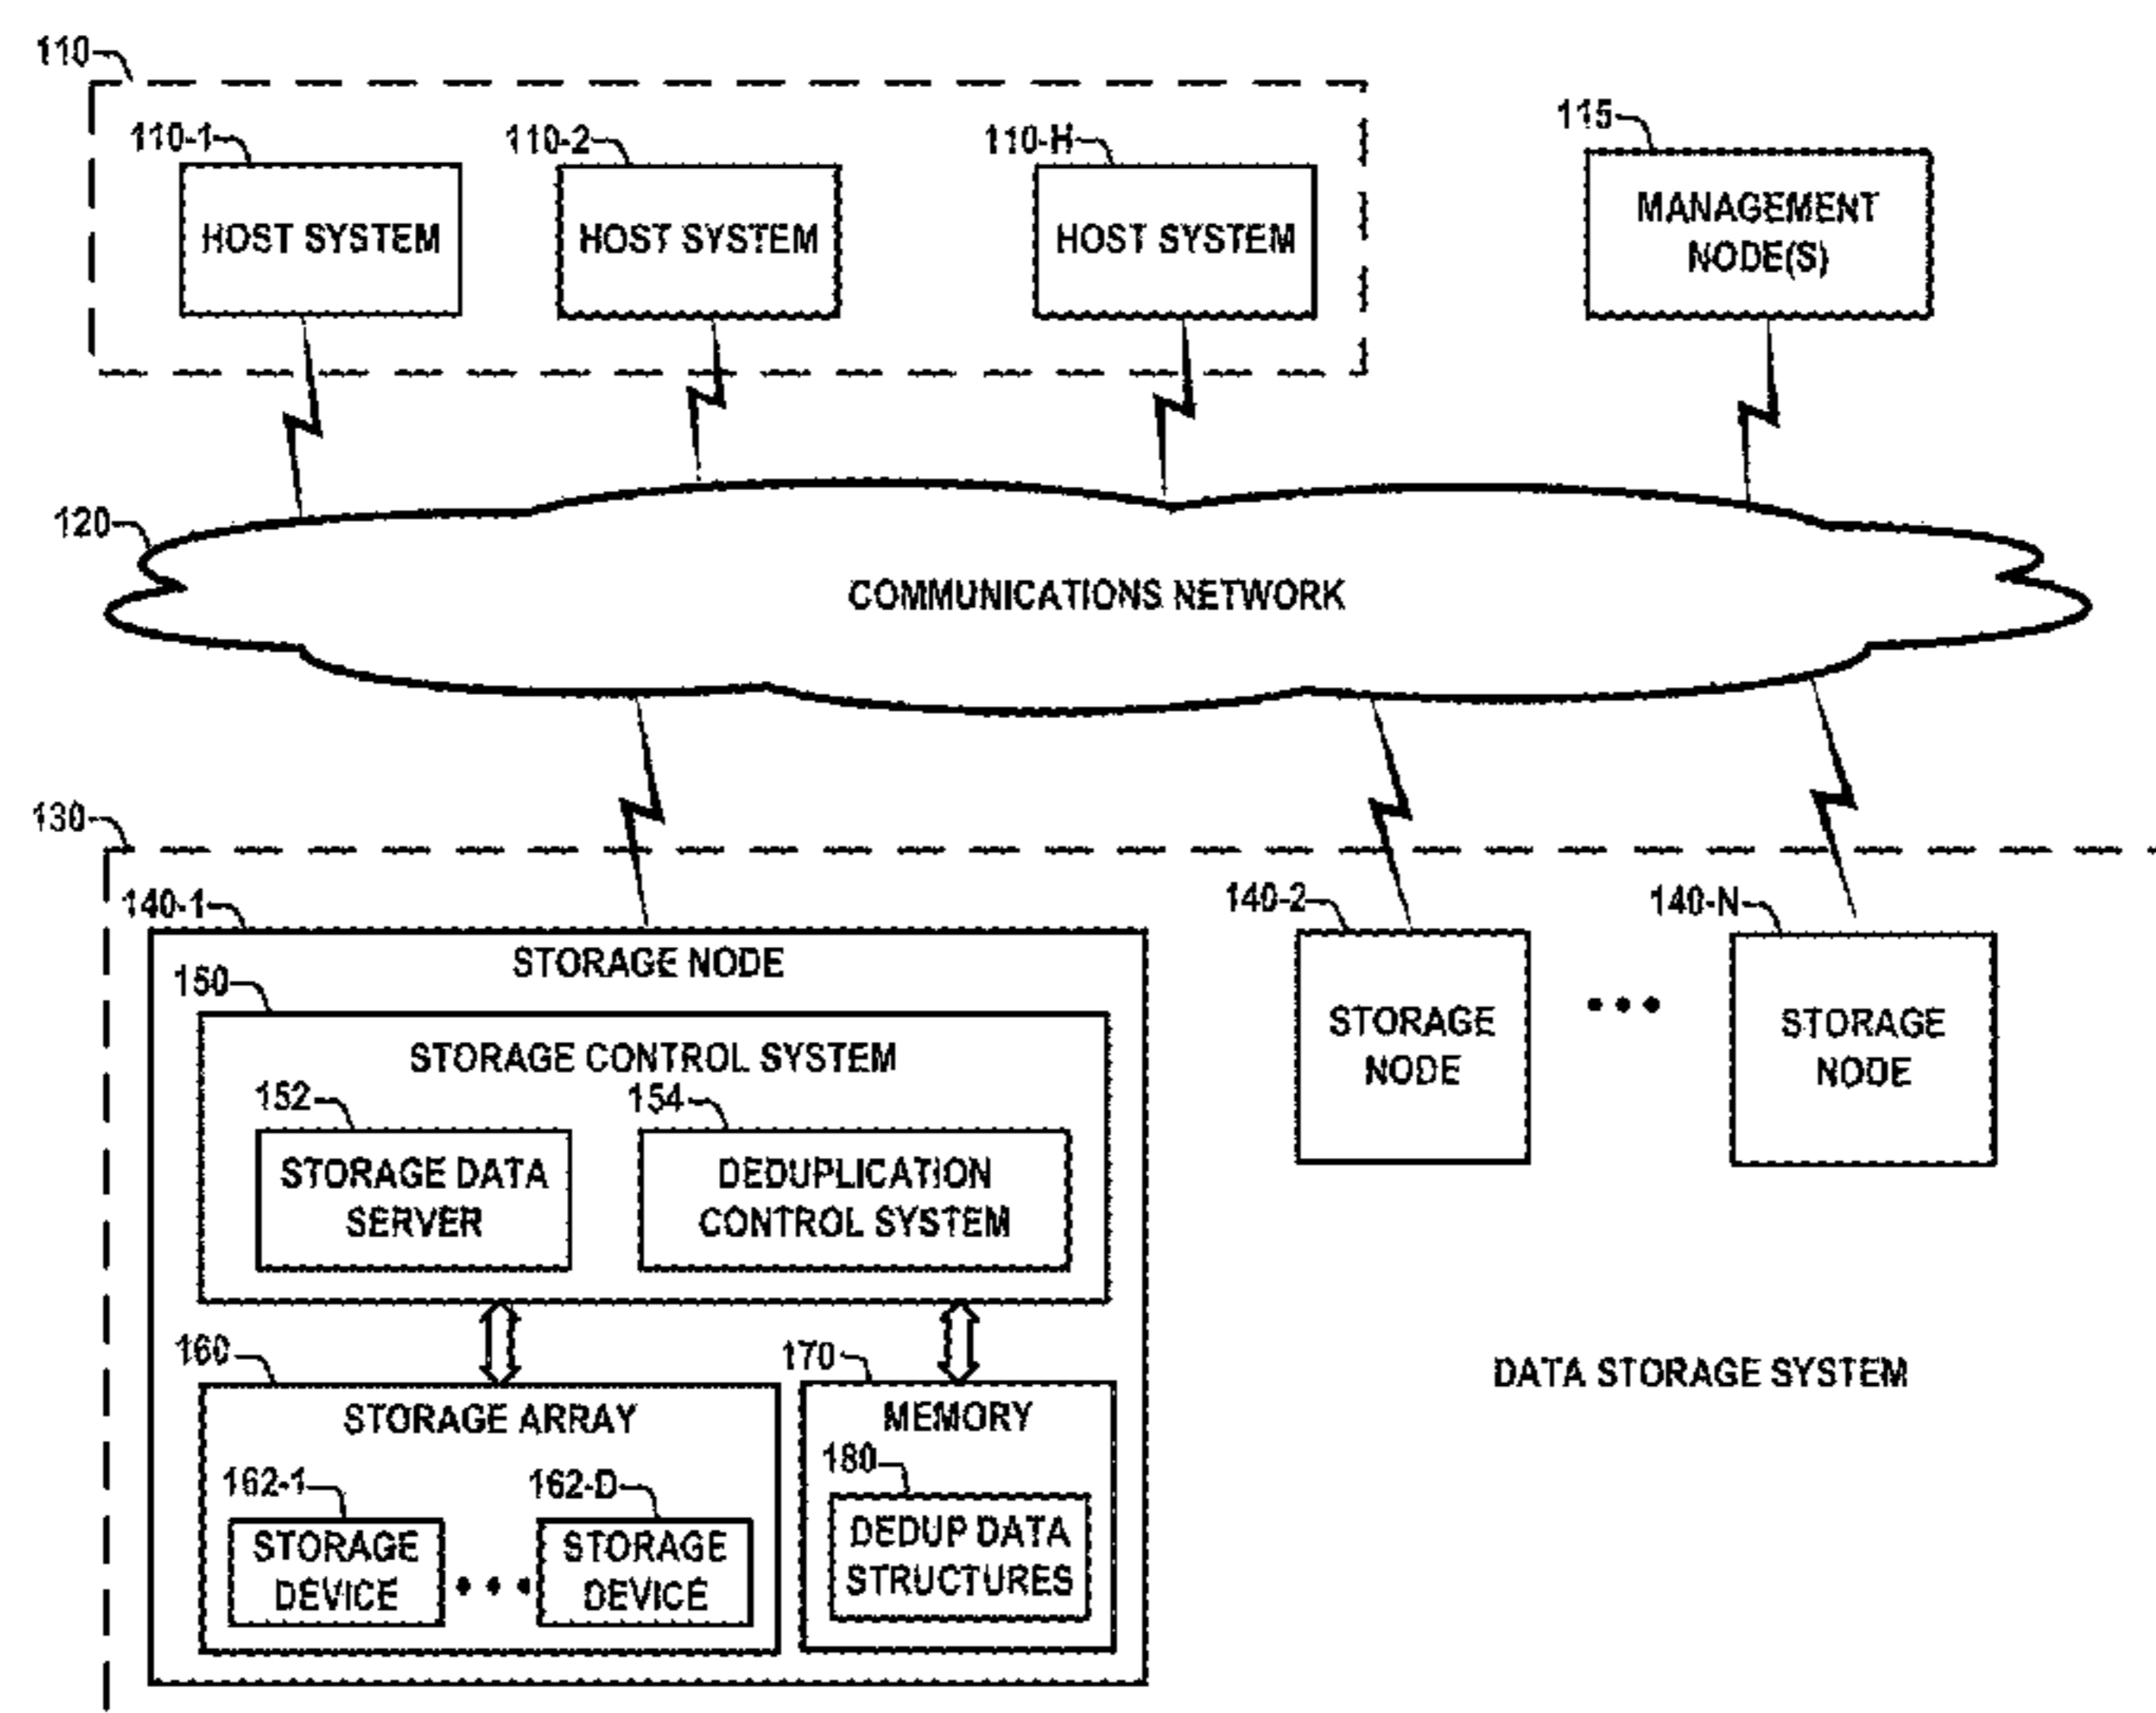 110
110-1
110-2
110-H
115
HOST SYSTEM
HOST SYSTEM
HOST SYSTEM
MANAGEMENT
NODE(S)
120
COMMUNICATIONS NETWORK
130
140-1
140-2
140-N
STORAGE NODE
150
STORAGE CONTROL SYSTEM
152
154
STORAGE DATA
SERVER
DEDUPLICATION
CONTROL SYSTEM
STORAGE
NODE
STORAGE
NODE
160
170
STORAGE ARRAY
MEMORY
162-1
162-D
180
STORAGE
DEVICE
STORAGE
DEVICE
DEDUP DATA
STRUCTURES
DATA STORAGE SYSTEM